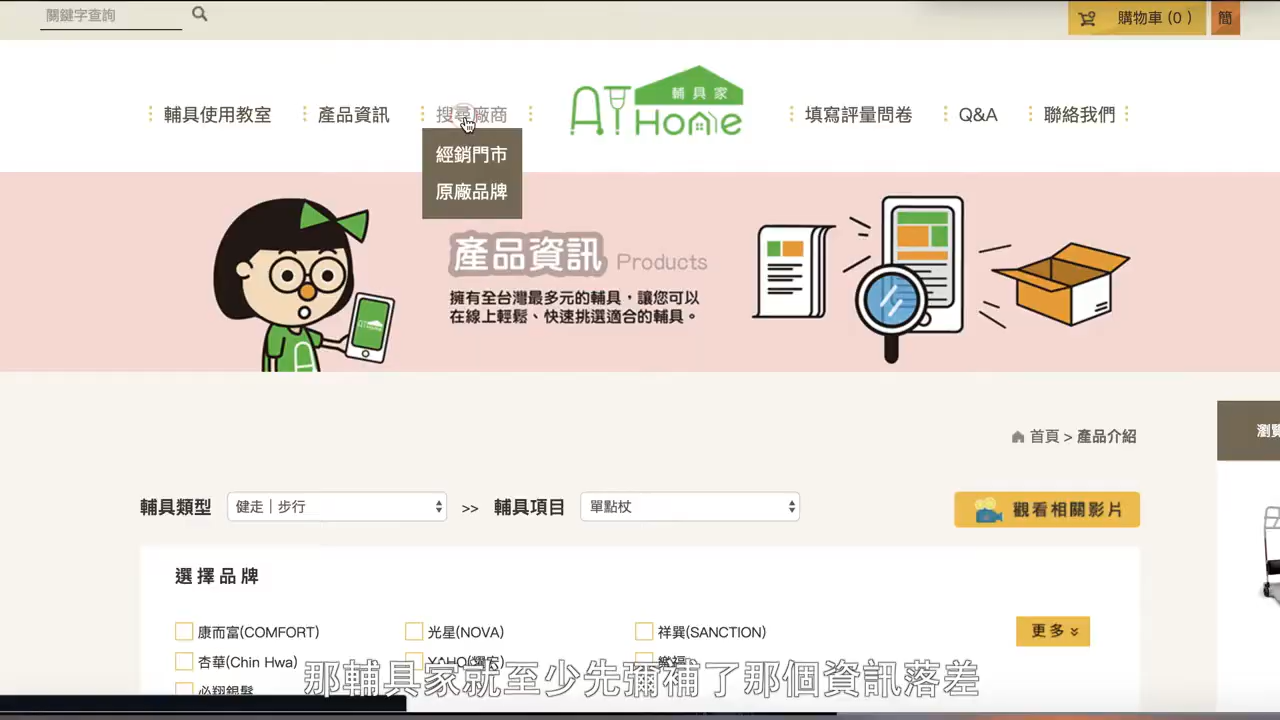 關鍵字查詢
購物車 (0)
簡
輔具使用教室
產品資訊
搜尋廠商
AT Home 輔具家
填寫評量問卷
Q&A
聯絡我們
經銷門市
原廠品牌
產品資訊 Products
擁有全台灣最多元的輔具，讓您可以
在線上輕鬆、快速挑選適合的輔具。
首頁 > 產品介紹
輔具類型 健走｜步行 >> 輔具項目 單點杖
觀看相關影片
選擇品牌
康而富(COMFORT)
光星(NOVA)
祥巽(SANCTION)
更多
杏華(Chin Hwa)
必翔銀髮
那輔具家就至少先彌補了那個資訊落差